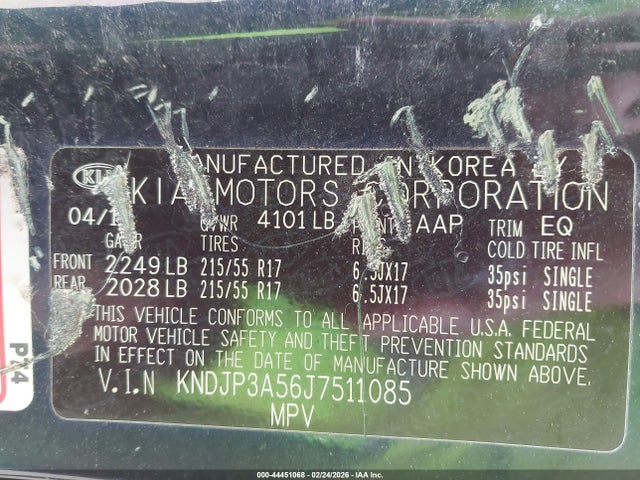 MANUFACTURED IN KOREA BY
KIA KIA MOTORS CORPORATION
04/1
GVWR 4101 LB PAINT AAP TRIM EQ
GAWR TIRES COLD TIRE INFL
FRONT 2249 LB 215/55 R17 6.5JX17 35psi SINGLE
REAR 2028 LB 215/55 R17 6.5JX17 35psi SINGLE
THIS VEHICLE CONFORMS TO ALL APPLICABLE U.S.A. FEDERAL
MOTOR VEHICLE SAFETY AND THEFT PREVENTION STANDARDS
IN EFFECT ON THE DATE OF MANUFACTURE SHOWN ABOVE.
V.I.N KNDJP3A56J7511085
MPV
000-44451068 - 02/24/2026 - IAA Inc.